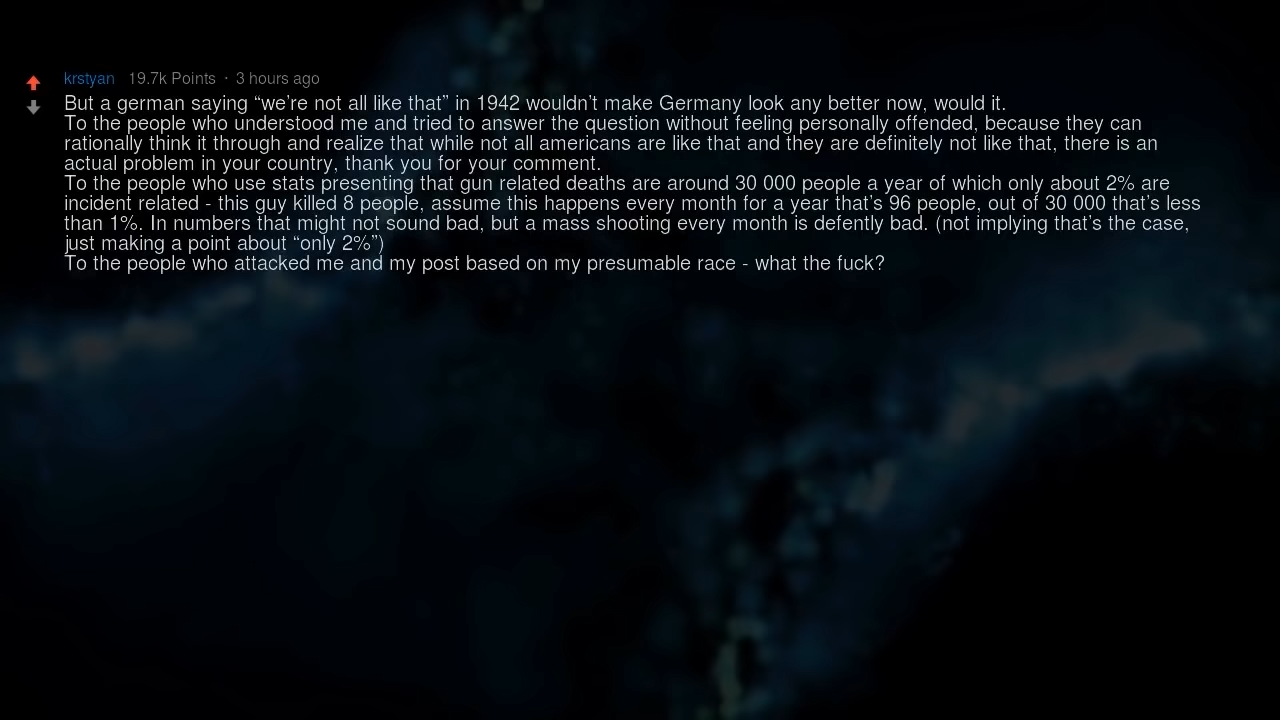 krstyan 19.7k Points · 3 hours ago
But a german saying “we’re not all like that” in 1942 wouldn’t make Germany look any better now, would it.
To the people who understood me and tried to answer the question without feeling personally offended, because they can
rationally think it through and realize that while not all americans are like that and they are definitely not like that, there is an
actual problem in your country, thank you for your comment.
To the people who use stats presenting that gun related deaths are around 30 000 people a year of which only about 2% are
incident related - this guy killed 8 people, assume this happens every month for a year that’s 96 people, out of 30 000 that’s less
than 1%. In numbers that might not sound bad, but a mass shooting every month is defently bad. (not implying that’s the case,
just making a point about “only 2%”)
To the people who attacked me and my post based on my presumable race - what the fuck?